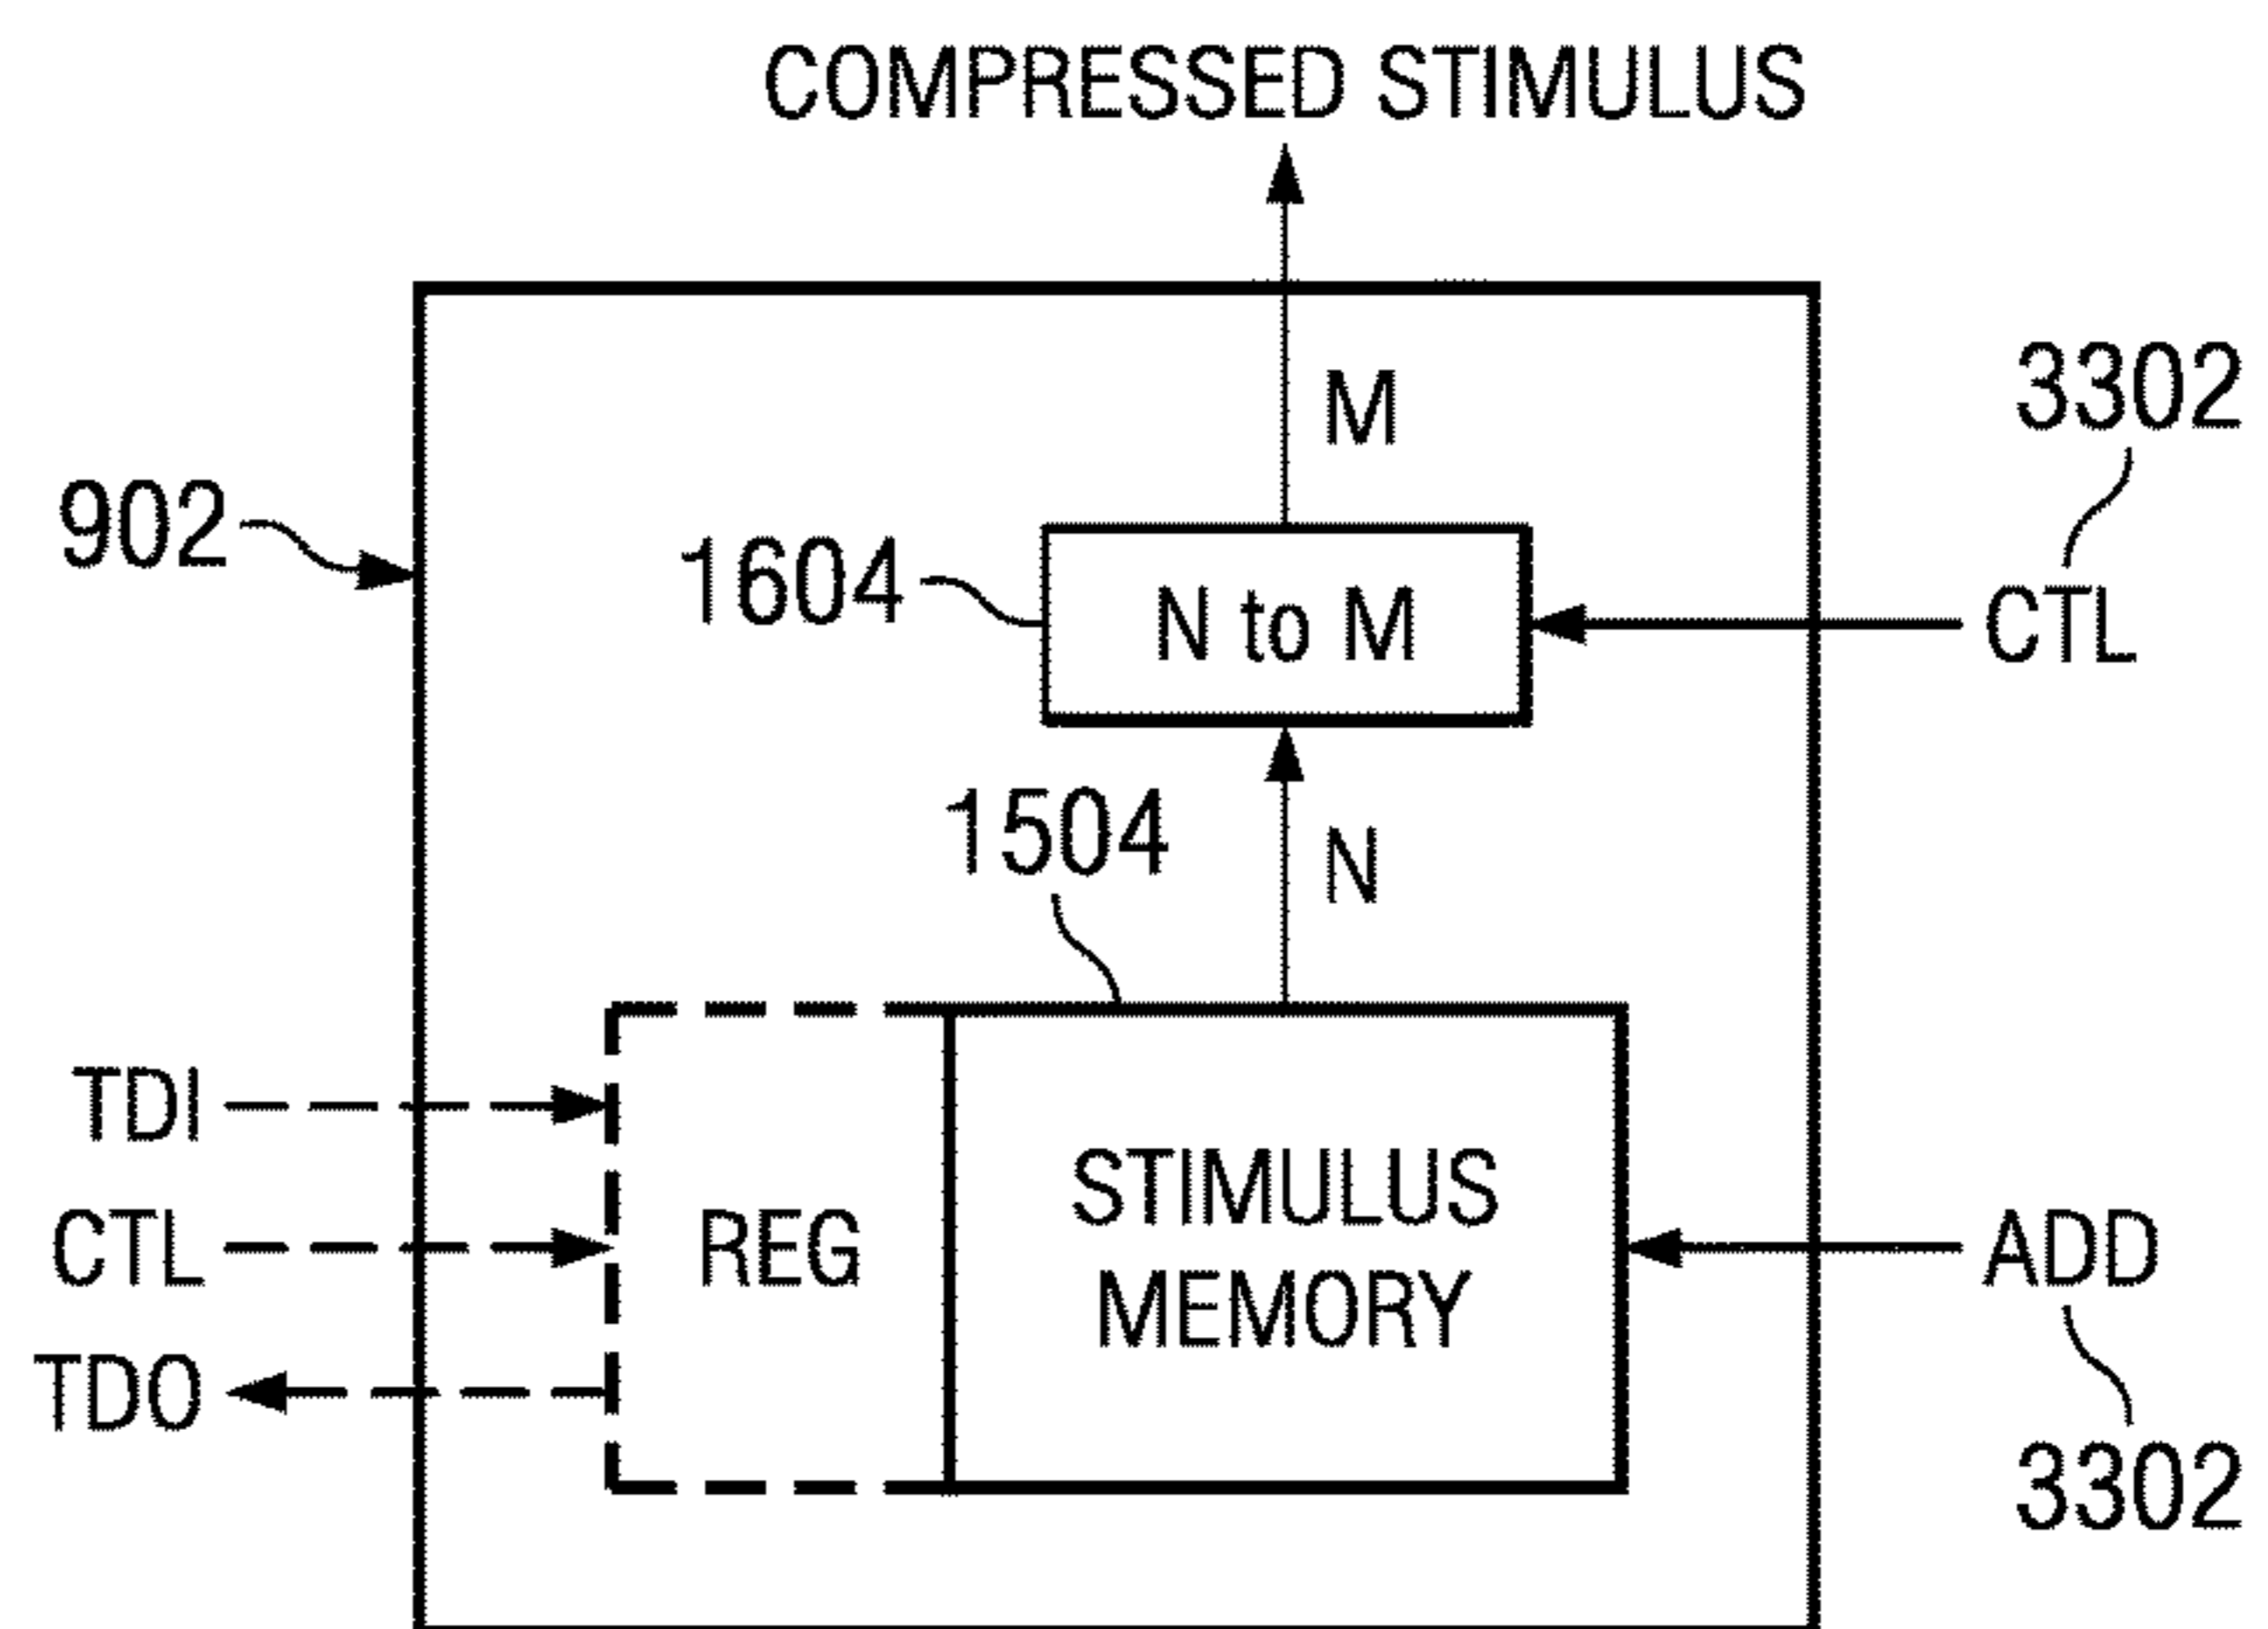 COMPRESSED STIMULUS
M
3302
902
1604
N to M
CTL
1504
N
TDI
CTL
TDO
REG
STIMULUS
MEMORY
ADD
3302